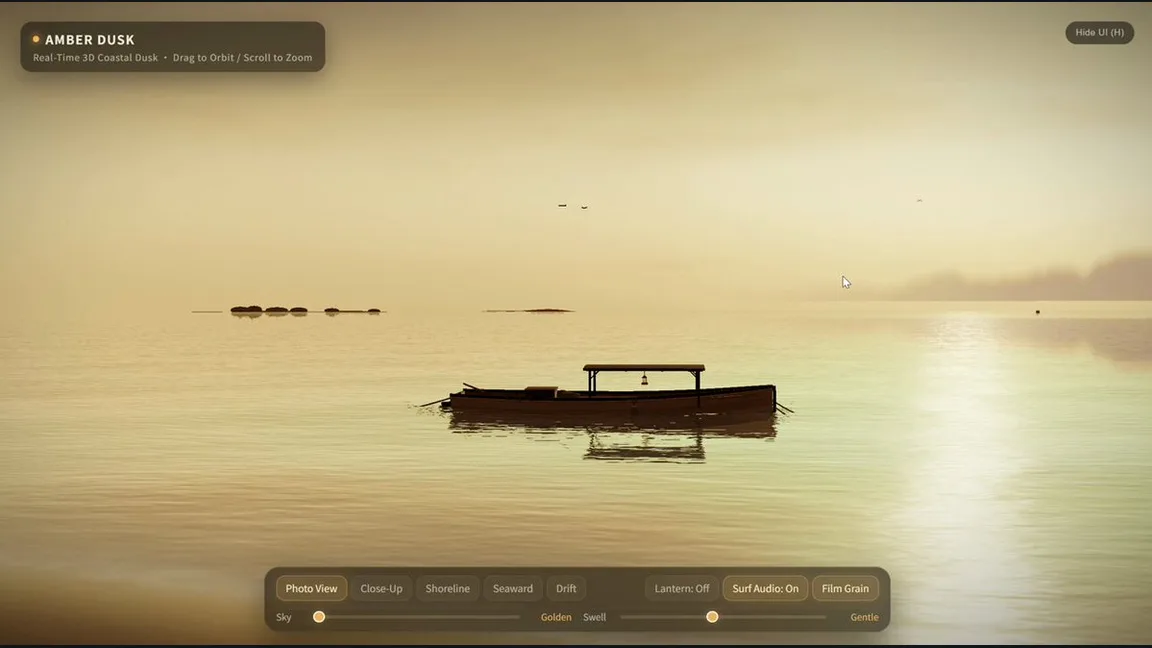 AMBER DUSK
Real-Time 3D Coastal Dusk • Drag to Orbit / Scroll to Zoom
Hide UI (H)
Photo View Close-Up Shoreline Seaward Drift Lantern: Off Surf Audio: On Film Grain
Sky Golden Swell Gentle